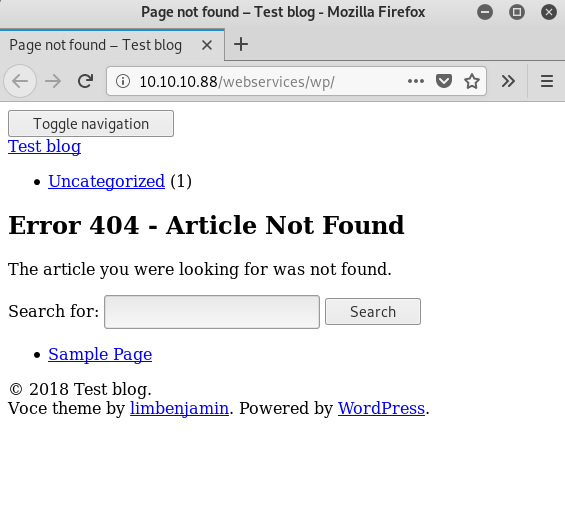 Page not found – Test blog - Mozilla Firefox
Page not found – Test blog
10.10.10.88/webservices/wp/
Toggle navigation
Test blog
Uncategorized (1)
Error 404 - Article Not Found
The article you were looking for was not found.
Search for: Search
Sample Page
© 2018 Test blog.
Voce theme by limbenjamin. Powered by WordPress.